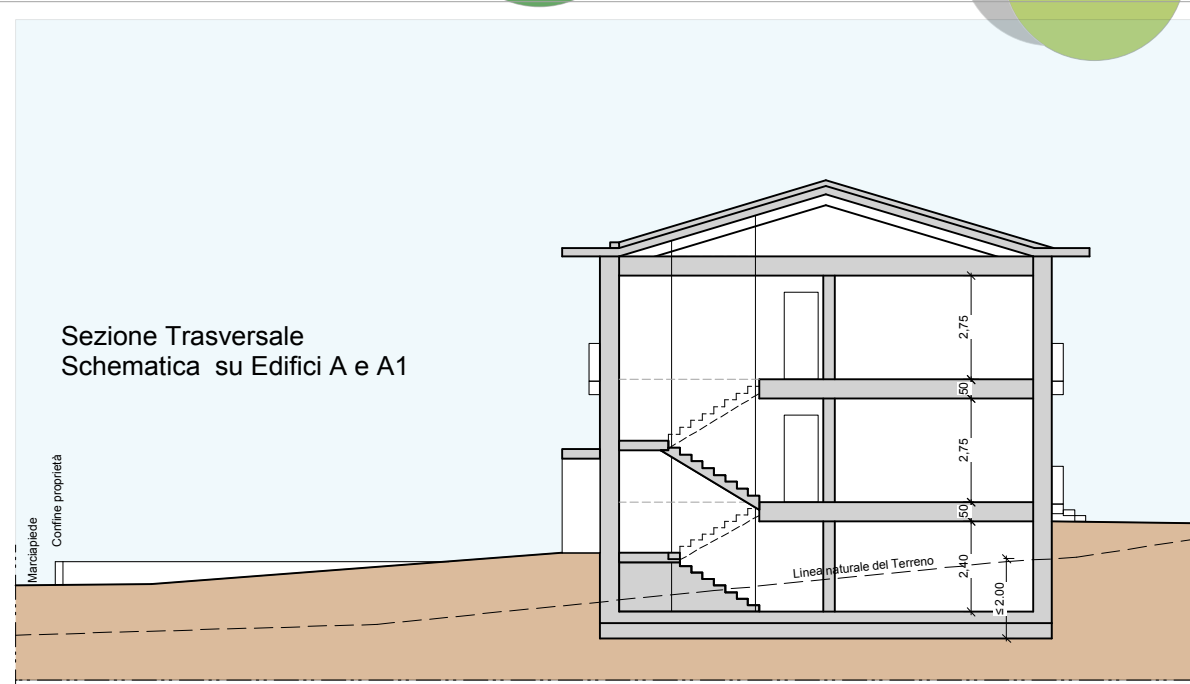 Sezione Trasversale
Schematica su Edifici A e A1
Marciapiede
Confine proprietà
2,75
50
2,75
50
2,40
Linea naturale del Terreno
≤ 2.00